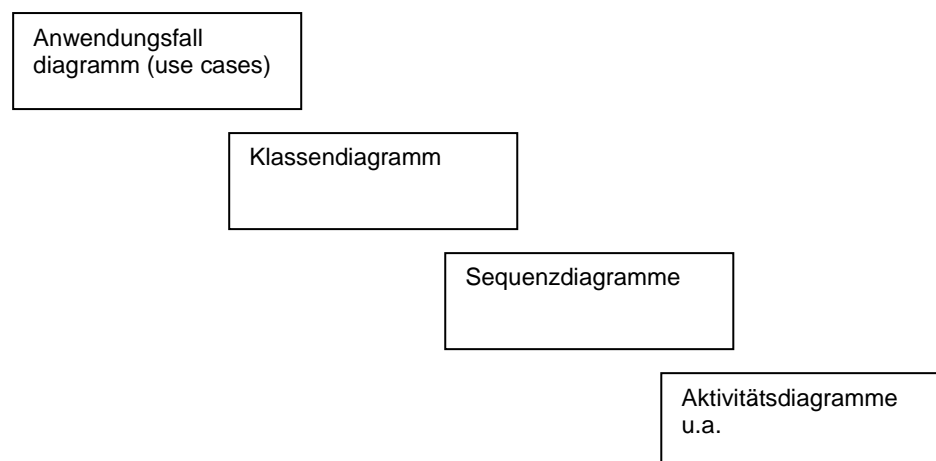 Anwendungsfall
diagramm (use cases)
Klassendiagramm
Sequenzdiagramme
Aktivitätsdiagramme
u.a.